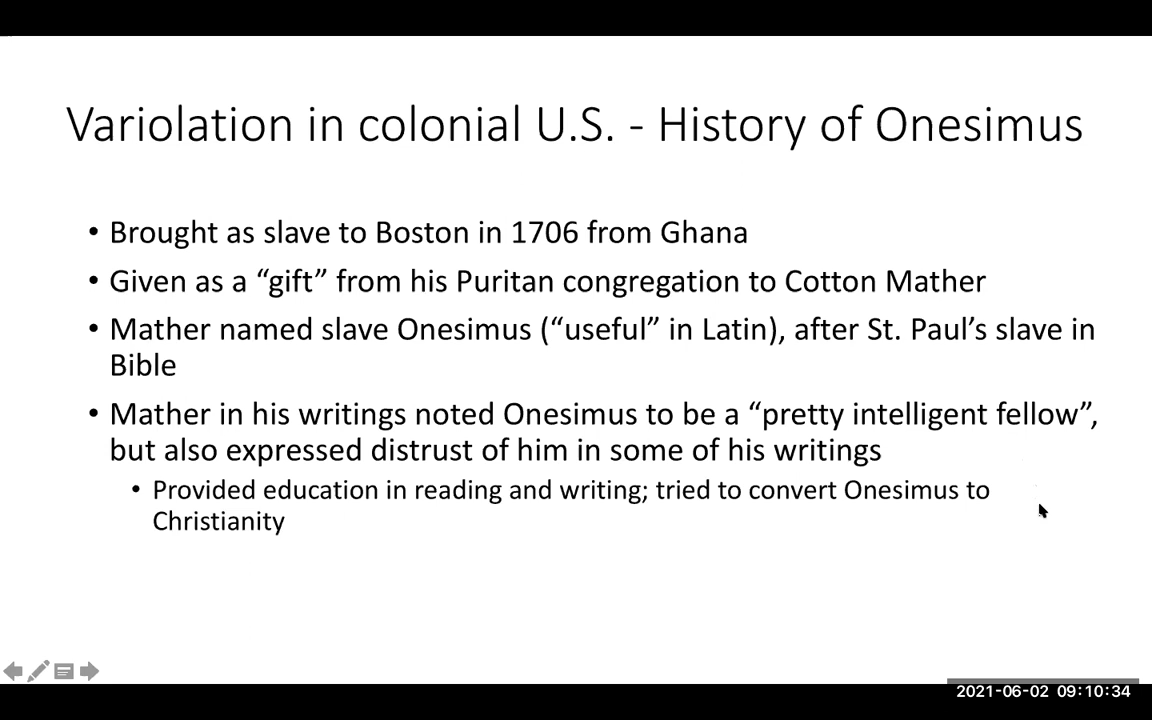 Variolation in colonial U.S. - History of Onesimus
• Brought as slave to Boston in 1706 from Ghana
• Given as a “gift” from his Puritan congregation to Cotton Mather
• Mather named slave Onesimus (“useful” in Latin), after St. Paul’s slave in
Bible
• Mather in his writings noted Onesimus to be a “pretty intelligent fellow”,
but also expressed distrust of him in some of his writings
• Provided education in reading and writing; tried to convert Onesimus to
Christianity
2021-06-02 09:10:34